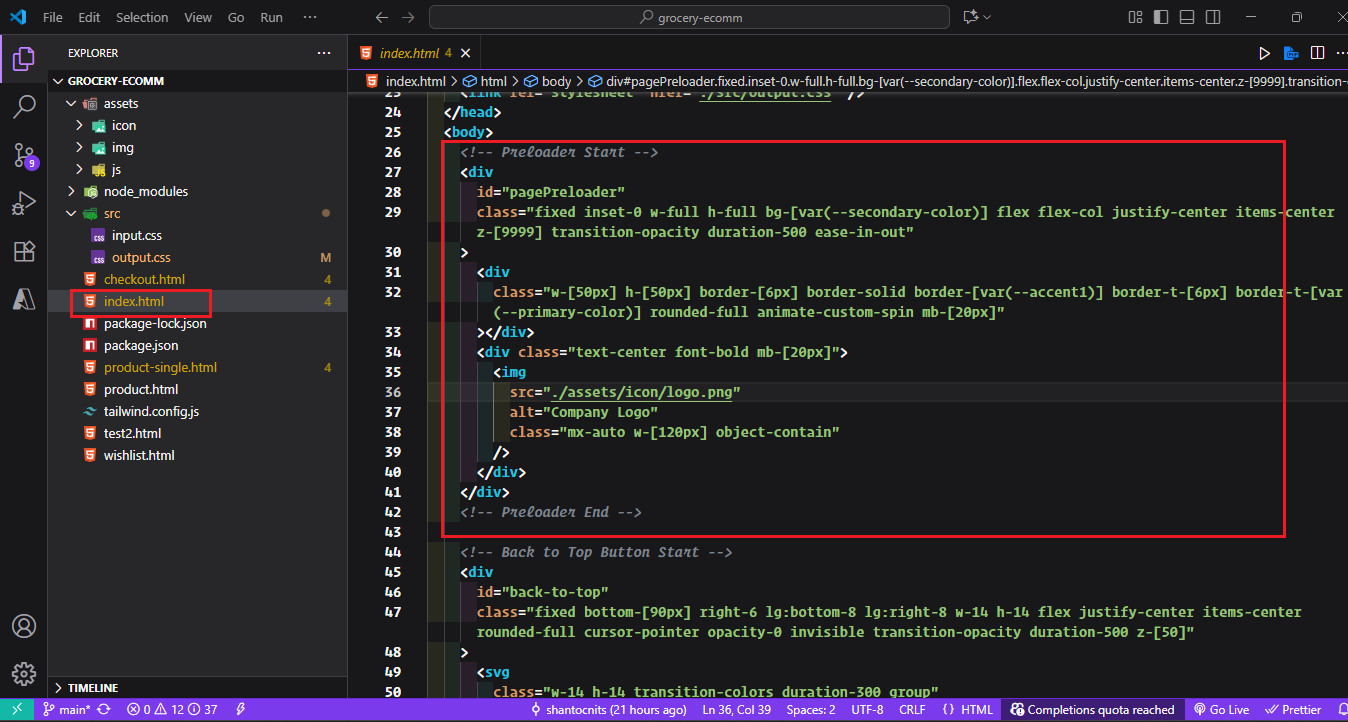 File Edit Selection View Go Run ···
grocery-ecomm
EXPLORER ···
GROCERY-ECOMM
assets
icon
img
js
node_modules
src
input.css
output.css M
checkout.html 4
index.html 4
package-lock.json
package.json
product-single.html 4
product.html
tailwind.config.js
test2.html
wishlist.html
TIMELINE
9
index.html 4
index.html > html > body > div#pagePreloader.fixed.inset-0.w-full.h-full.bg-[var(--secondary-color)].flex.flex-col.justify-center.items-center.z-[9999].transition-
23 <link rel="stylesheet" href="./src/output.css" />
24 </head>
25 <body>
26 <!-- Preloader Start -->
27 <div
28 id="pagePreloader"
29 class="fixed inset-0 w-full h-full bg-[var(--secondary-color)] flex flex-col justify-center items-center
z-[9999] transition-opacity duration-500 ease-in-out"
30 >
31 <div
32 class="w-[50px] h-[50px] border-[6px] border-solid border-[var(--accent1)] border-t-[6px] border-t-[var
(--primary-color)] rounded-full animate-custom-spin mb-[20px]"
33 ></div>
34 <div class="text-center font-bold mb-[20px]">
35 <img
36 src="./assets/icon/logo.png"
37 alt="Company Logo"
38 class="mx-auto w-[120px] object-contain"
39 />
40 </div>
41 </div>
42 <!-- Preloader End -->
43
44 <!-- Back to Top Button Start -->
45 <div
46 id="back-to-top"
47 class="fixed bottom-[90px] right-6 lg:bottom-8 lg:right-8 w-14 h-14 flex justify-center items-center
rounded-full cursor-pointer opacity-0 invisible transition-opacity duration-500 z-[50]"
48 >
49 <svg
50 class="w-14 h-14 transition-colors duration-300 group"
main* 0 12 37 shantocnits (21 hours ago) Ln 36, Col 39 Spaces: 2 UTF-8 CRLF {} HTML Completions quota reached Go Live Prettier